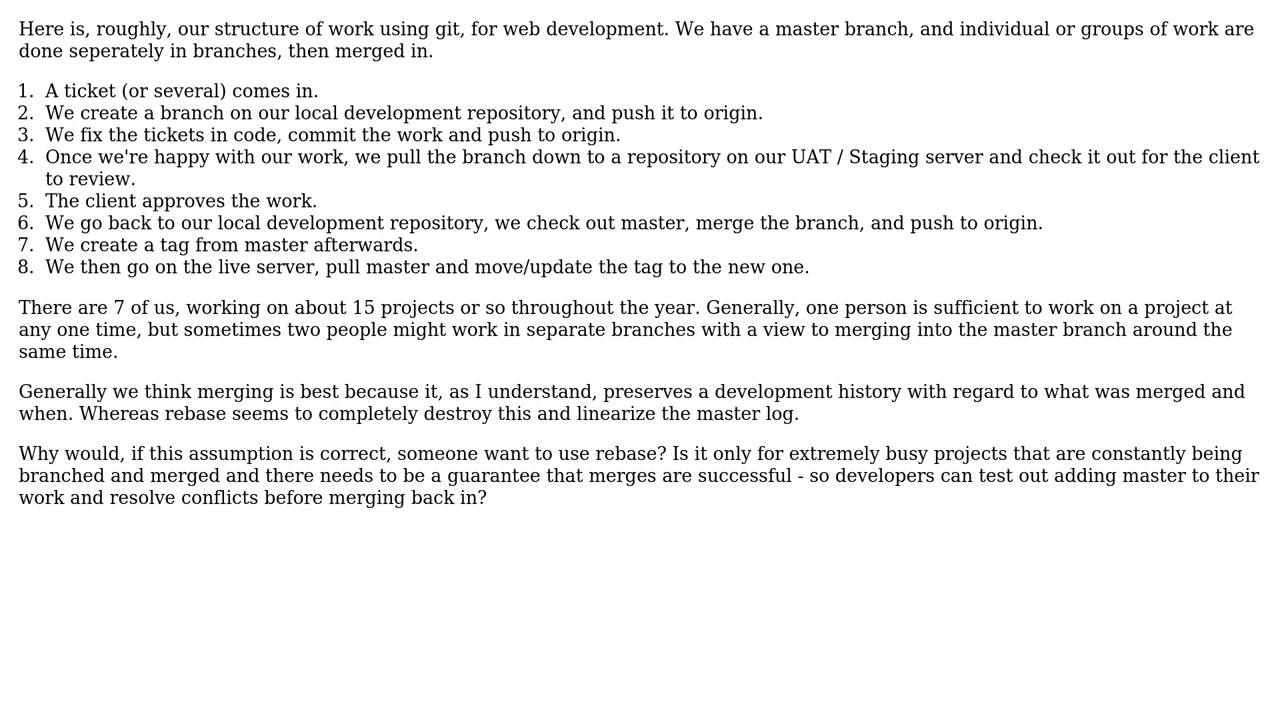 Here is, roughly, our structure of work using git, for web development. We have a master branch, and individual or groups of work are
done seperately in branches, then merged in.
1. A ticket (or several) comes in.
2. We create a branch on our local development repository, and push it to origin.
3. We fix the tickets in code, commit the work and push to origin.
4. Once we're happy with our work, we pull the branch down to a repository on our UAT / Staging server and check it out for the client
to review.
5. The client approves the work.
6. We go back to our local development repository, we check out master, merge the branch, and push to origin.
7. We create a tag from master afterwards.
8. We then go on the live server, pull master and move/update the tag to the new one.
There are 7 of us, working on about 15 projects or so throughout the year. Generally, one person is sufficient to work on a project at
any one time, but sometimes two people might work in separate branches with a view to merging into the master branch around the
same time.
Generally we think merging is best because it, as I understand, preserves a development history with regard to what was merged and
when. Whereas rebase seems to completely destroy this and linearize the master log.
Why would, if this assumption is correct, someone want to use rebase? Is it only for extremely busy projects that are constantly being
branched and merged and there needs to be a guarantee that merges are successful - so developers can test out adding master to their
work and resolve conflicts before merging back in?